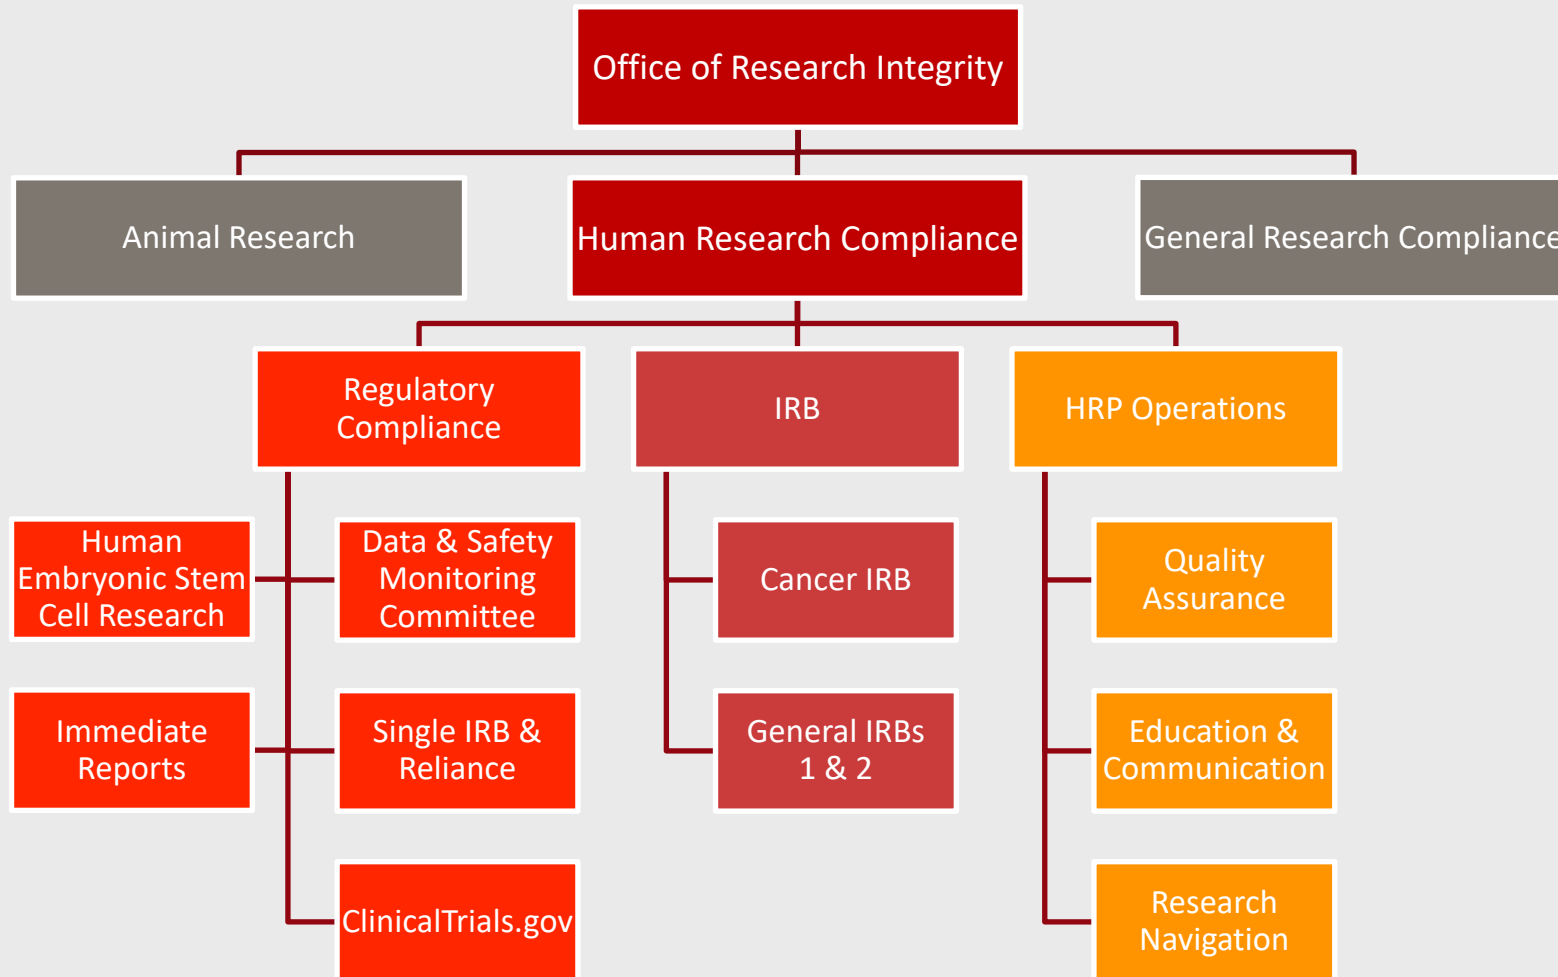 Office of Research Integrity
Animal Research
Human Research Compliance
General Research Compliance
Regulatory
Compliance
IRB
HRP Operations
Human
Embryonic Stem
Cell Research
Data & Safety
Monitoring
Committee
Cancer IRB
Quality
Assurance
Immediate
Reports
Single IRB &
Reliance
General IRBs
1 & 2
Education &
Communication
ClinicalTrials.gov
Research
Navigation